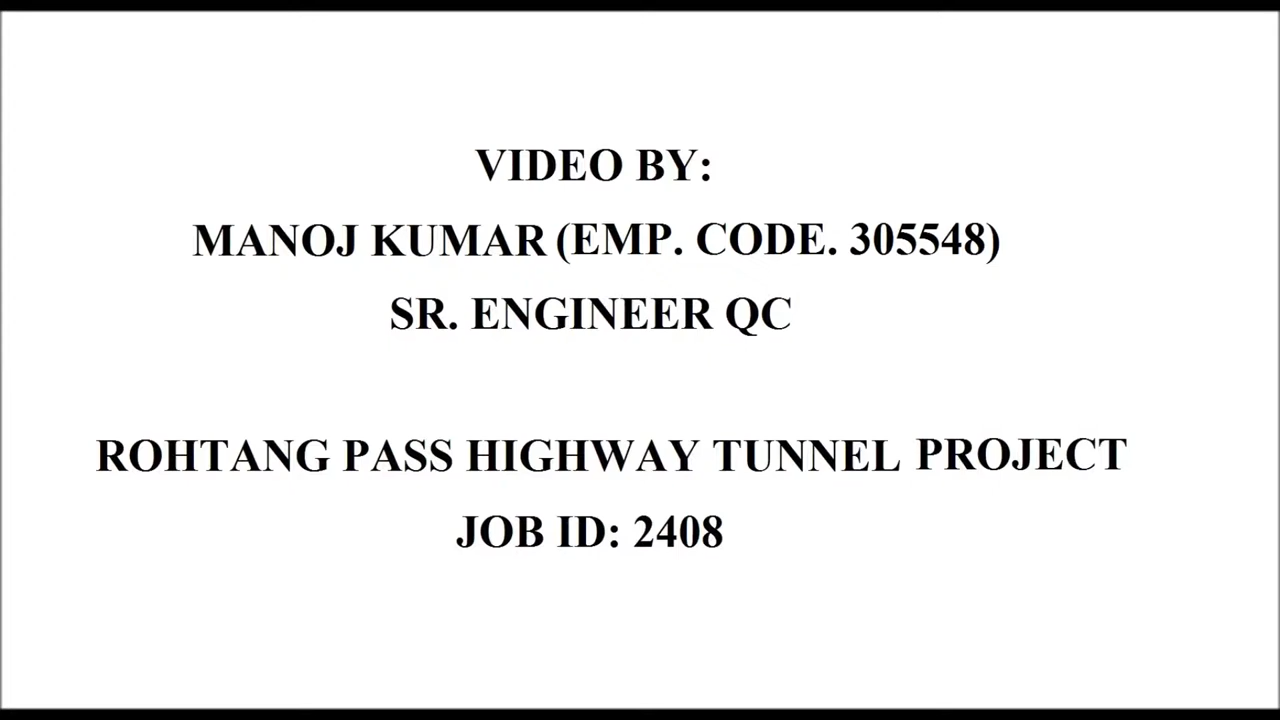 VIDEO BY:
MANOJ KUMAR (EMP. CODE. 305548)
SR. ENGINEER QC
ROHTANG PASS HIGHWAY TUNNEL PROJECT
JOB ID: 2408